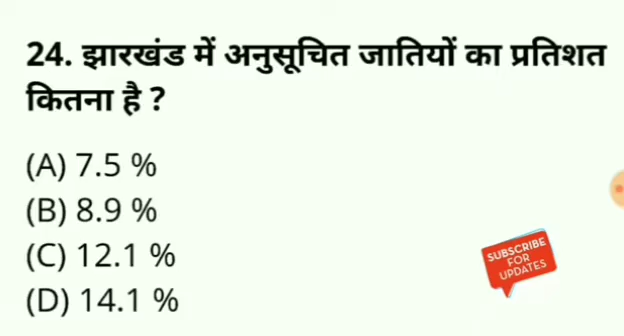 24. झारखंड में अनुसूचित जातियों का प्रतिशत
कितना है ?
(A) 7.5 %
(B) 8.9 %
(C) 12.1 %
(D) 14.1 %
SUBSCRIBE
FOR
UPDATES